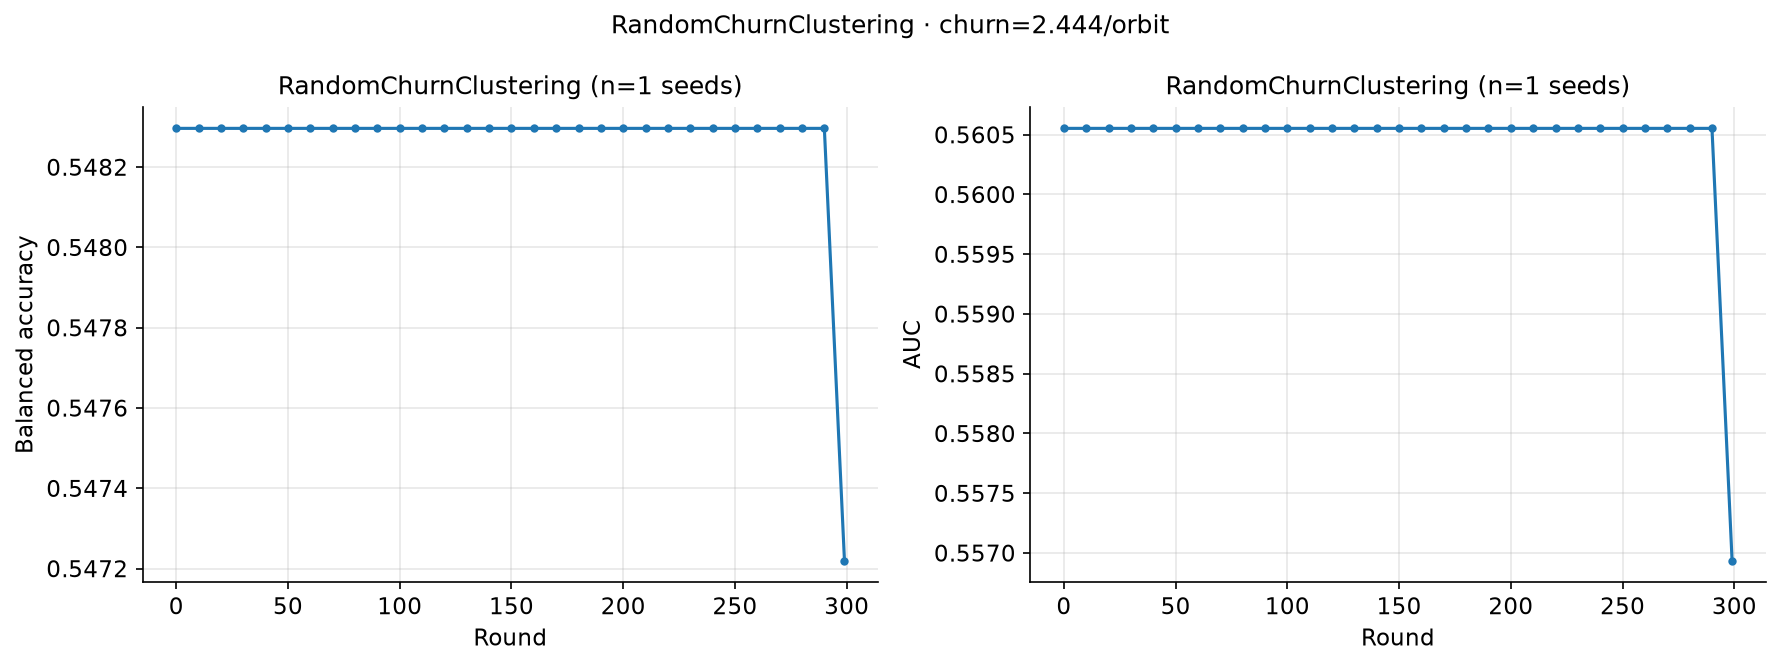 RandomChurnClustering · churn=2.444/orbit
RandomChurnClustering (n=1 seeds)
Balanced accuracy
0.5482
0.5480
0.5478
0.5476
0.5474
0.5472
0 50 100 150 200 250 300
Round
RandomChurnClustering (n=1 seeds)
AUC
0.5605
0.5600
0.5595
0.5590
0.5585
0.5580
0.5575
0.5570
0 50 100 150 200 250 300
Round